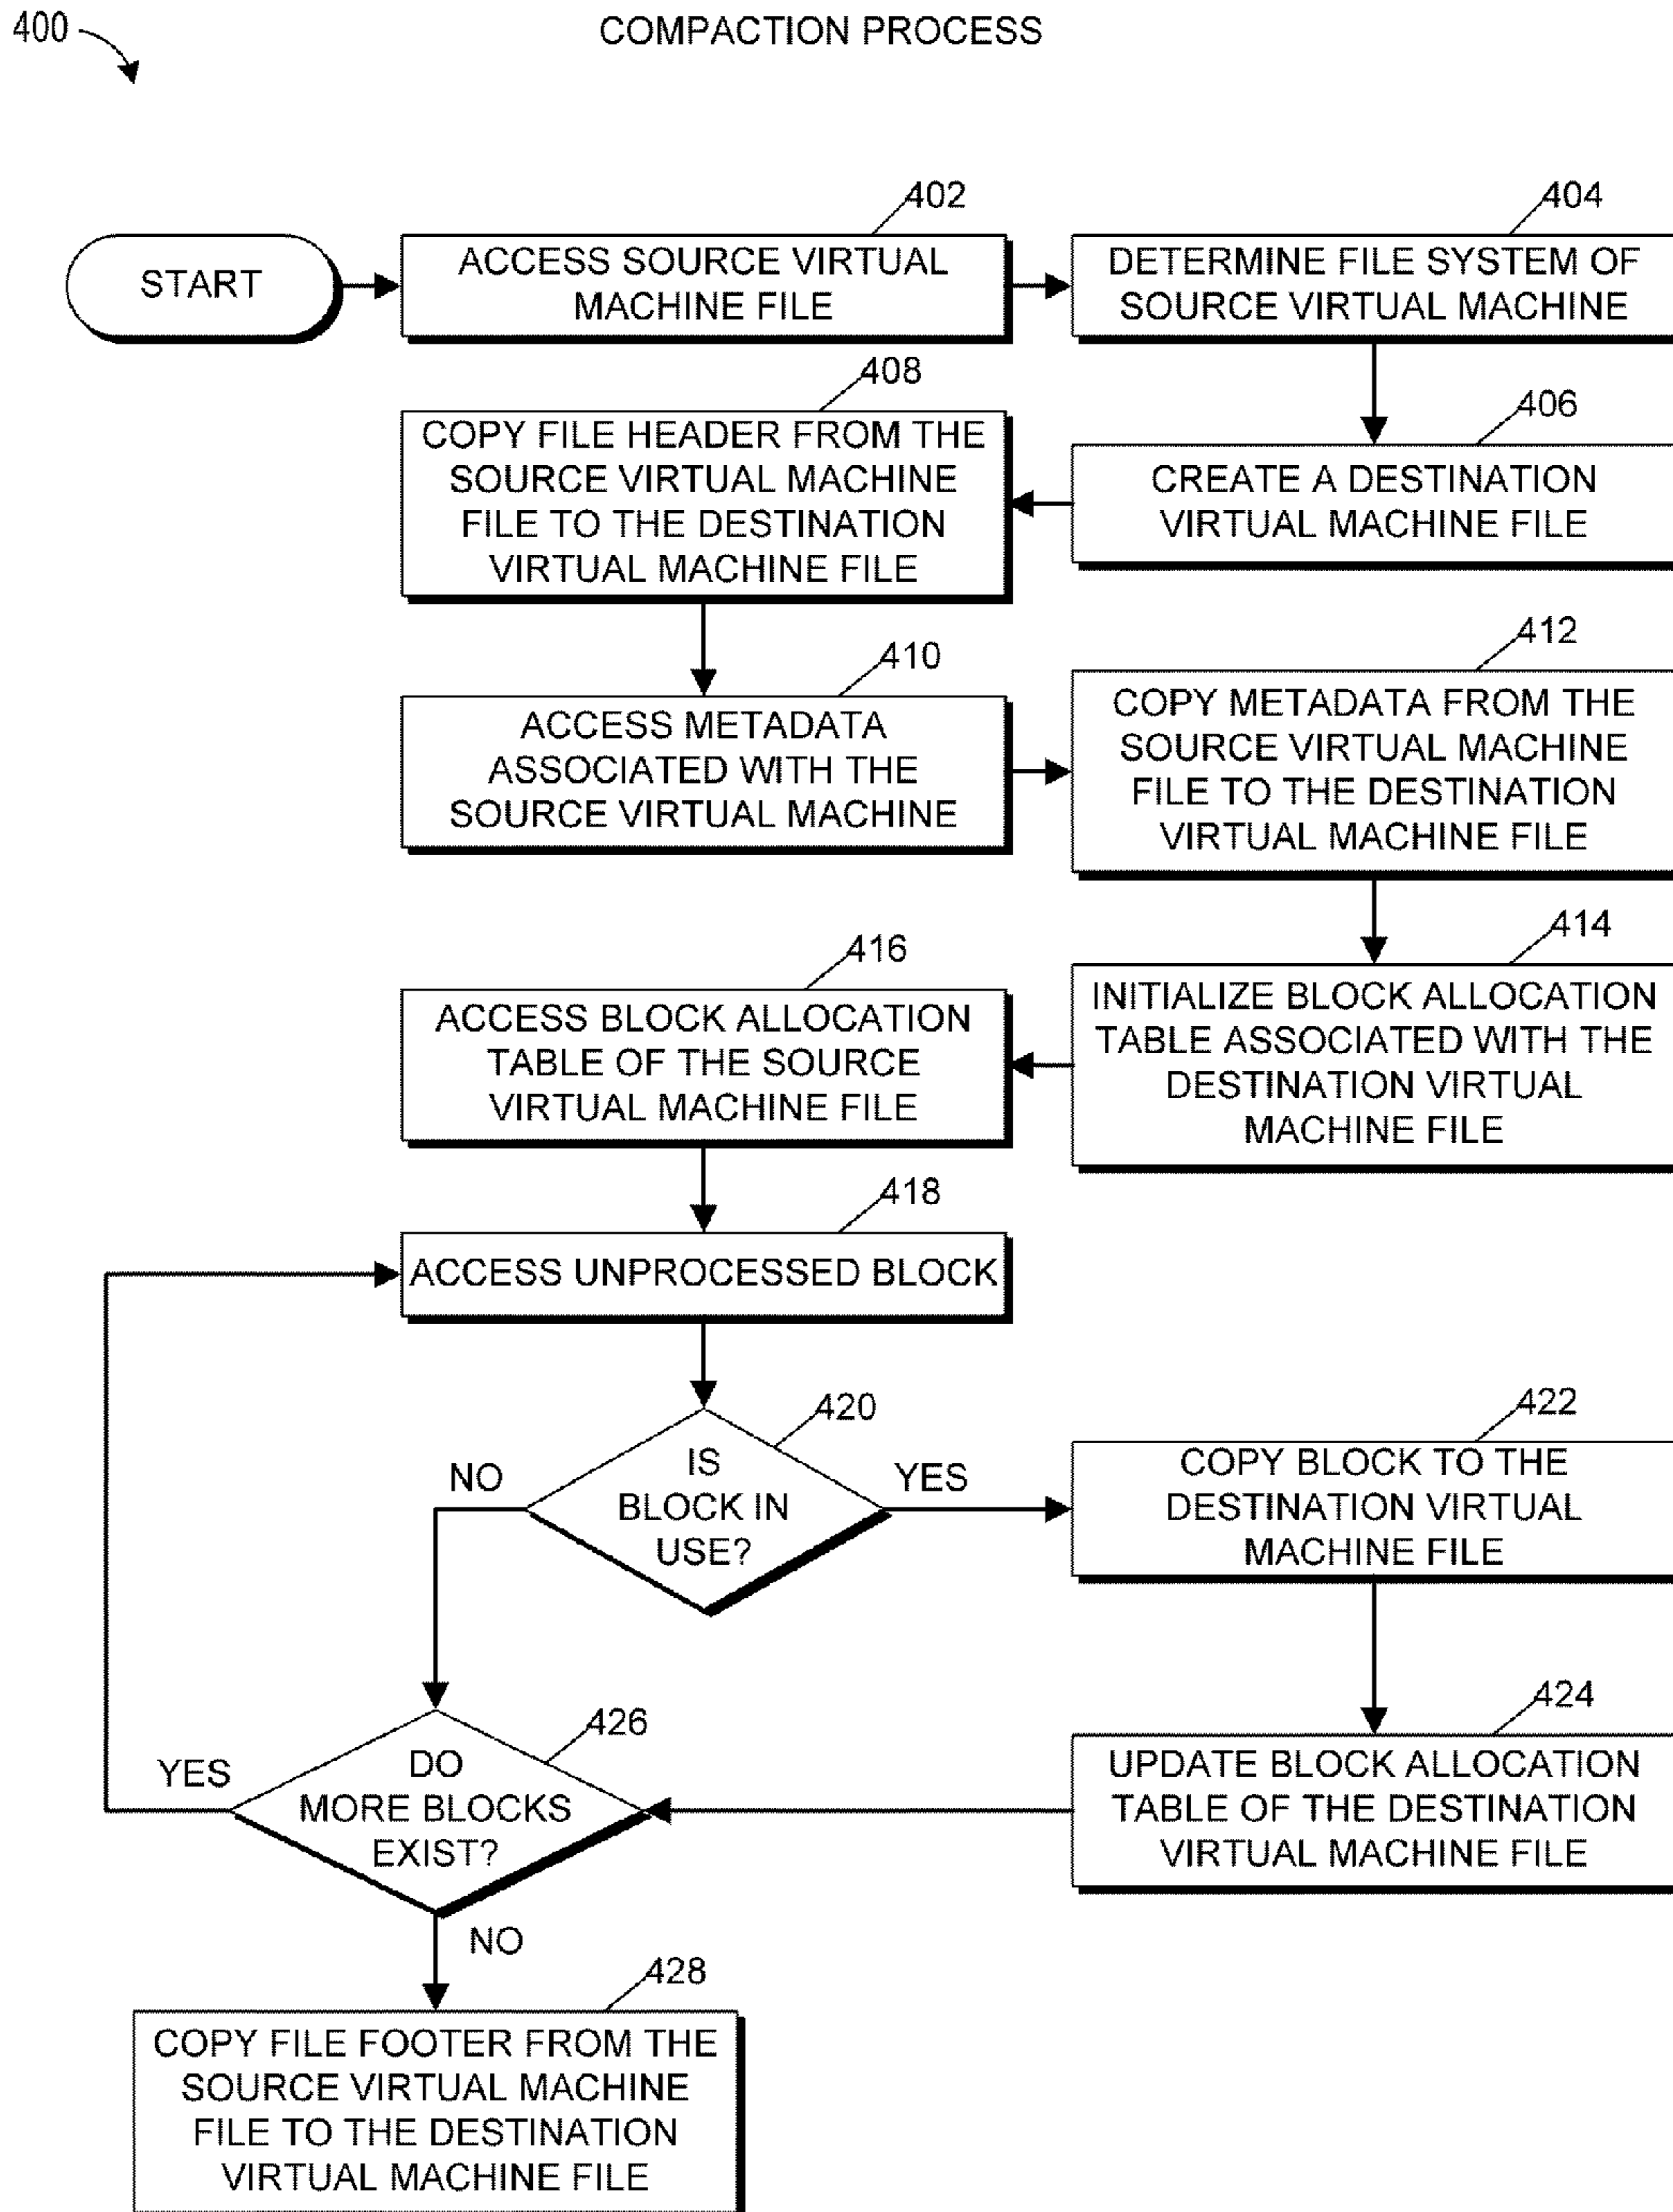 400
COMPACTION PROCESS
START
402
ACCESS SOURCE VIRTUAL
MACHINE FILE
404
DETERMINE FILE SYSTEM OF
SOURCE VIRTUAL MACHINE
406
CREATE A DESTINATION
VIRTUAL MACHINE FILE
408
COPY FILE HEADER FROM THE
SOURCE VIRTUAL MACHINE
FILE TO THE DESTINATION
VIRTUAL MACHINE FILE
410
ACCESS METADATA
ASSOCIATED WITH THE
SOURCE VIRTUAL MACHINE
412
COPY METADATA FROM THE
SOURCE VIRTUAL MACHINE
FILE TO THE DESTINATION
VIRTUAL MACHINE FILE
414
INITIALIZE BLOCK ALLOCATION
TABLE ASSOCIATED WITH THE
DESTINATION VIRTUAL
MACHINE FILE
416
ACCESS BLOCK ALLOCATION
TABLE OF THE SOURCE
VIRTUAL MACHINE FILE
418
ACCESS UNPROCESSED BLOCK
420
IS
BLOCK IN
USE?
NO
YES
422
COPY BLOCK TO THE
DESTINATION VIRTUAL
MACHINE FILE
424
UPDATE BLOCK ALLOCATION
TABLE OF THE DESTINATION
VIRTUAL MACHINE FILE
426
DO
MORE BLOCKS
EXIST?
YES
NO
428
COPY FILE FOOTER FROM THE
SOURCE VIRTUAL MACHINE
FILE TO THE DESTINATION
VIRTUAL MACHINE FILE